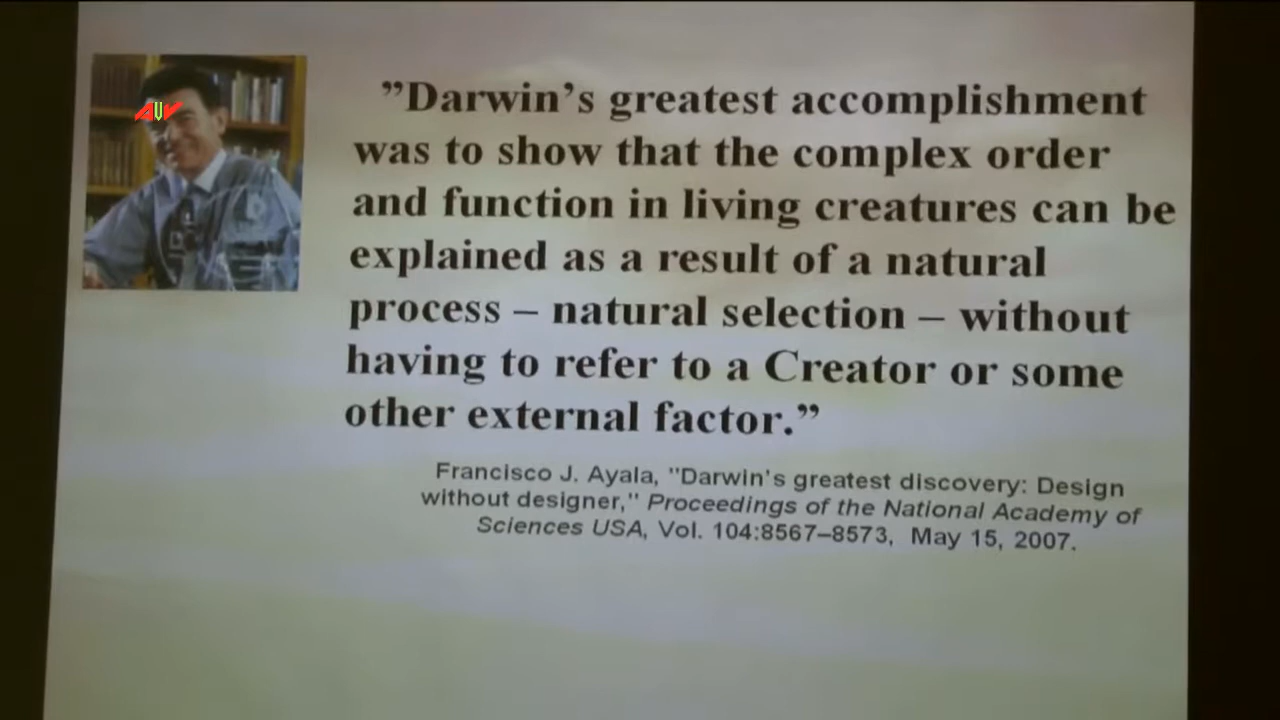 AV
”Darwin’s greatest accomplishment
was to show that the complex order
and function in living creatures can be
explained as a result of a natural
process – natural selection – without
having to refer to a Creator or some
other external factor.”
Francisco J. Ayala, "Darwin's greatest discovery: Design
without designer," Proceedings of the National Academy of
Sciences USA, Vol. 104:8567–8573, May 15, 2007.